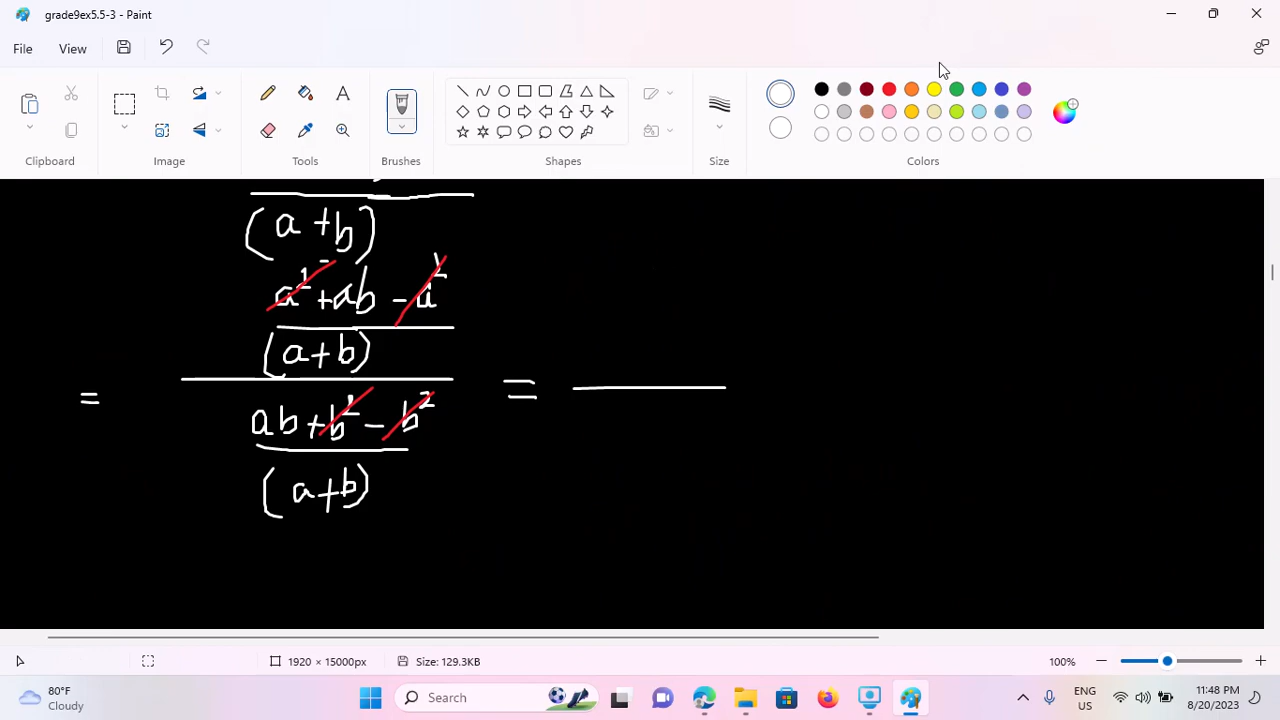 grade9ex5.5-3 - Paint
File View
Clipboard Image Tools Brushes Shapes Size Colors
(a+b)
a² + ab - a²
(a+b)
= =
ab + b² - b²
(a+b)
1920 × 15000px Size: 129.3KB 100%
80°F
Cloudy
Search
ENG
US
11:48 PM
8/20/2023